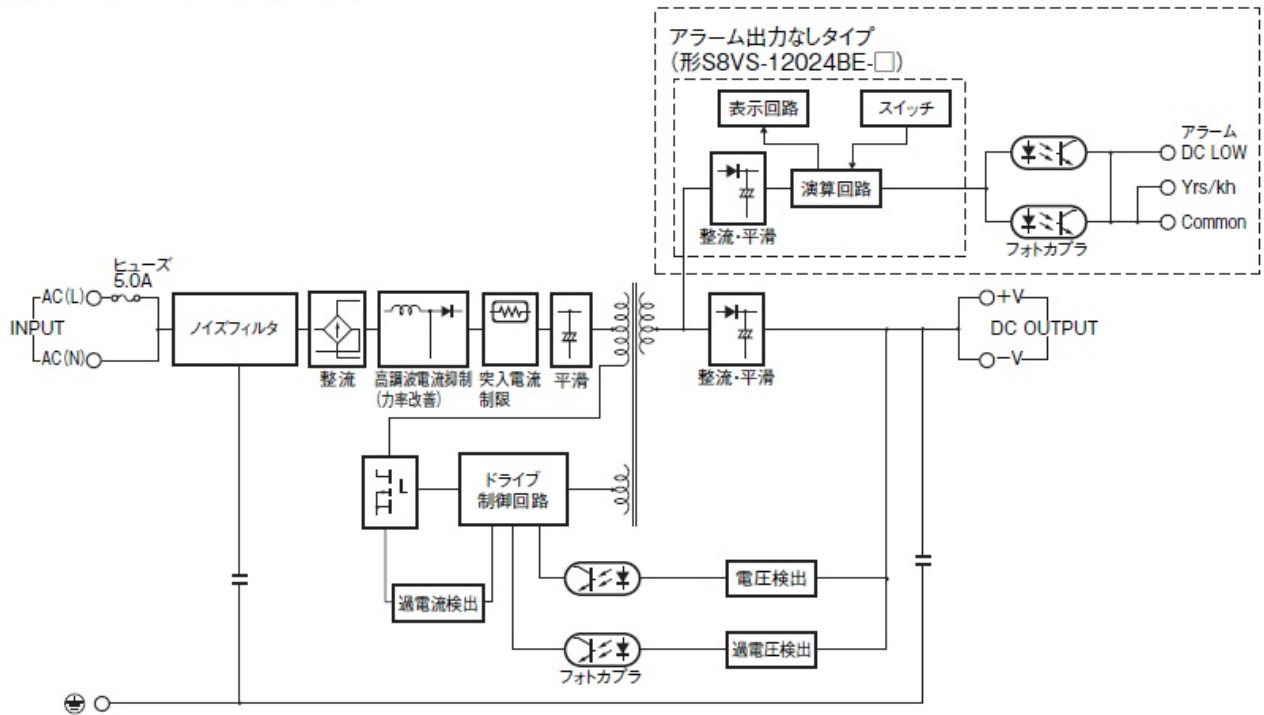 アラーム出力なしタイプ
(形S8VS-12024BE-□)
表示回路
スイッチ
アラーム
DC LOW
演算回路
Yrs/kh
整流・平滑
Common
フォトカプラ
ヒューズ
5.0A
AC(L)
INPUT
ノイズフィルタ
AC(N)
整流
高調波電流抑制
(力率改善)
突入電流
制限
平滑
整流・平滑
+V
DC OUTPUT
-V
ドライブ
制御回路
過電流検出
電圧検出
過電圧検出
フォトカプラ